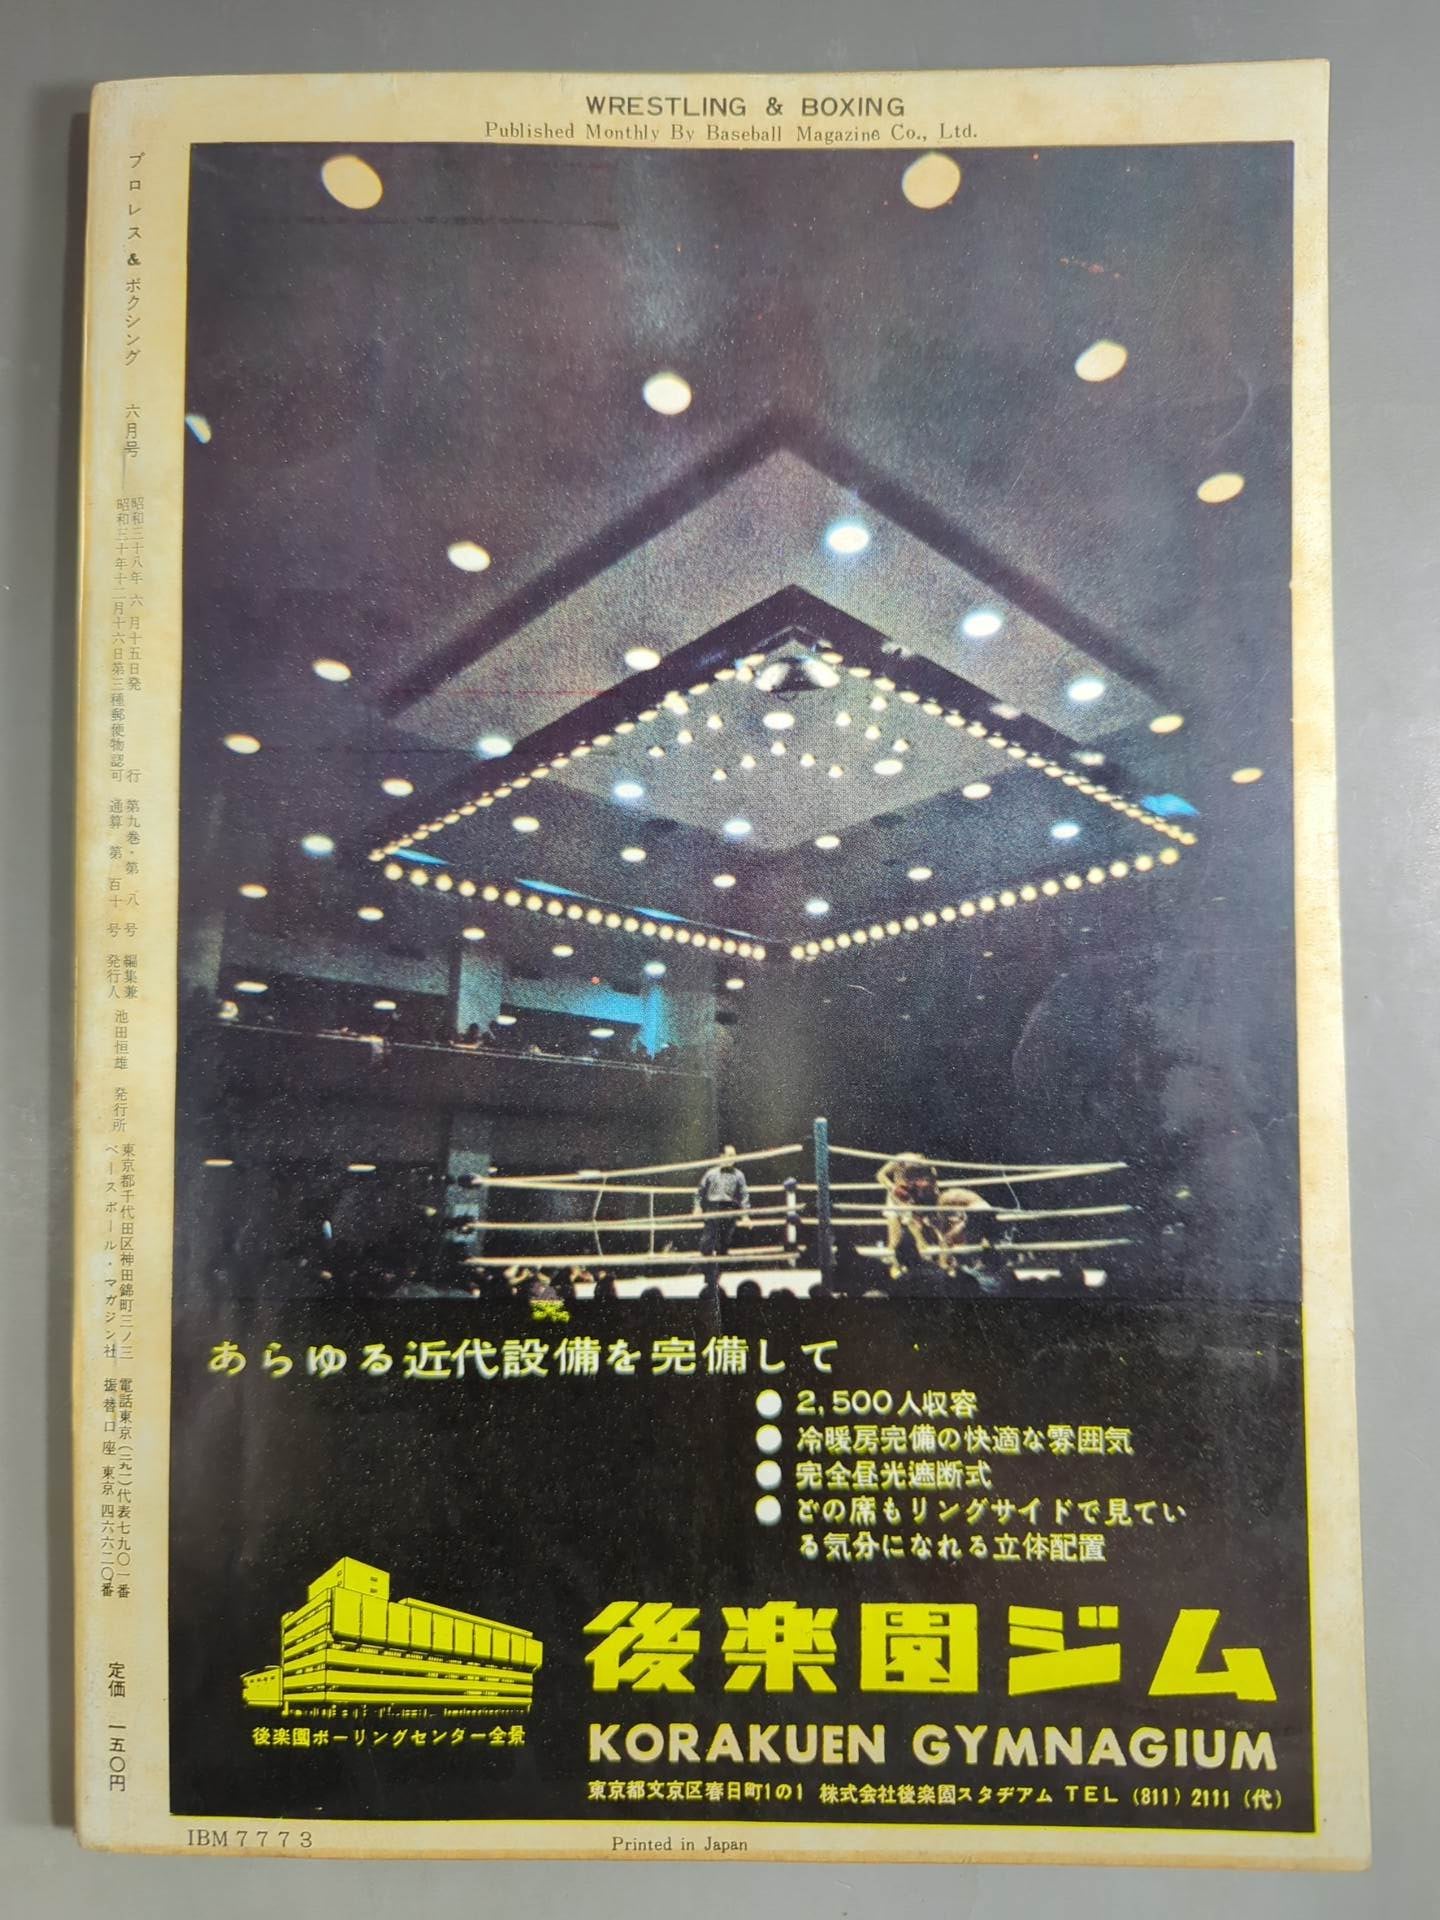 WRESTLING & BOXING
Published Monthly By Baseball Magazine Co., Ltd.
プロレス&ボクシング 六月号
昭和三十八年六月十五日発行 第九巻・第八号
昭和三十年十二月十六日第三種郵便物認可 通算 第百十号
編集兼
発行人
池田恒雄
発行所
東京都千代田区神田錦町三ノ三
ベースボール・マガジン社
電話東京(二九一)代表七九〇一番
振替口座 東京四六六二〇番
定価 一五〇円
あらゆる近代設備を完備して
● 2,500人収容
● 冷暖房完備の快適な雰囲気
● 完全昼光遮断式
● どの席もリングサイドで見てい
る気分になれる立体配置
後楽園ボーリングセンター全景
後楽園ジム
KORAKUEN GYMNAGIUM
東京都文京区春日町1の1 株式会社後楽園スタヂアム TEL (811) 2111 (代)
IBM7773
Printed in Japan